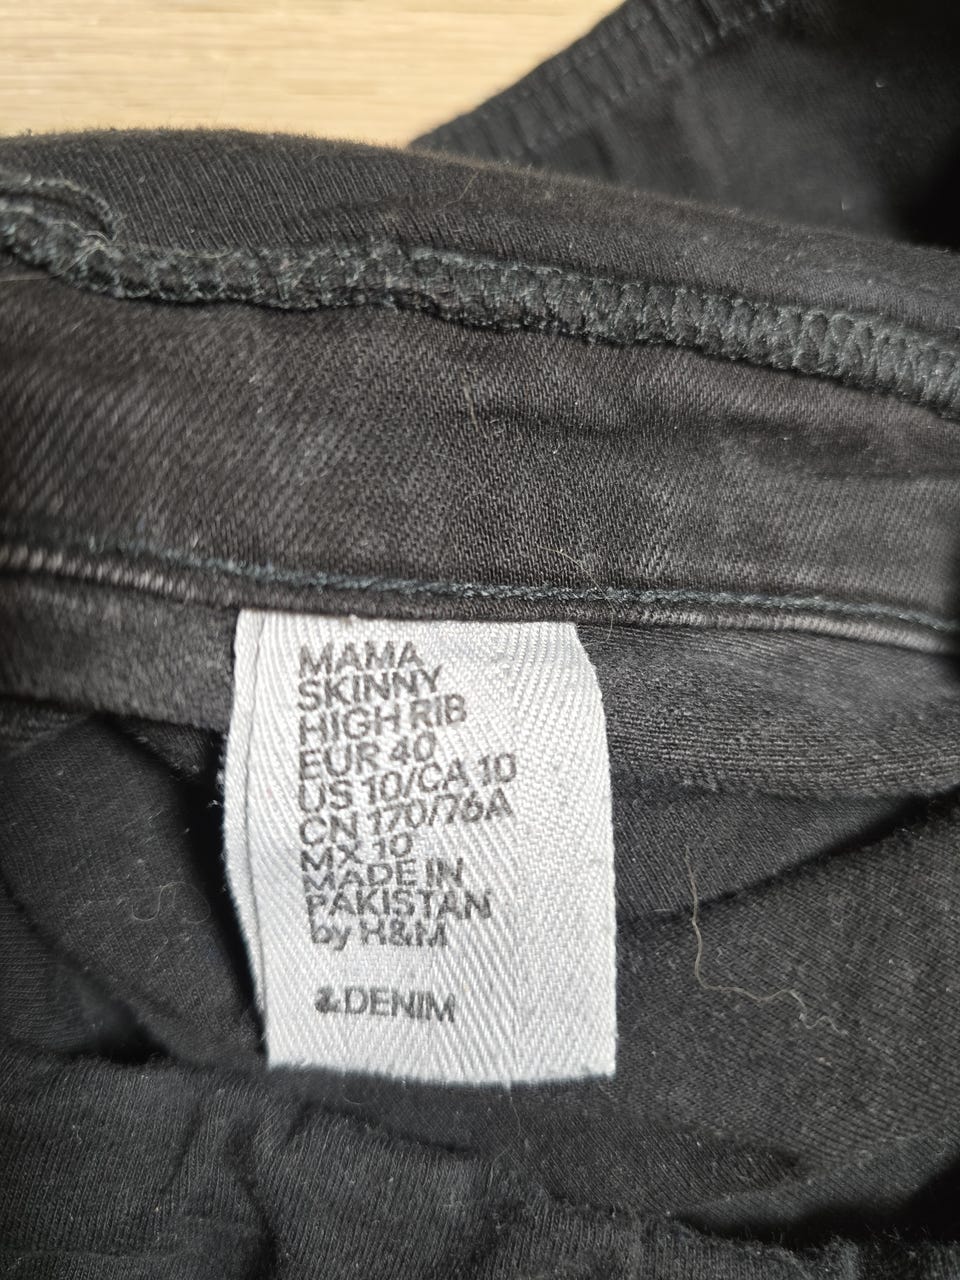 MAMA
SKINNY
HIGH RIB
EUR 40
US 10/CA 10
CN 170/76A
MX 10
MADE IN
PAKISTAN
by H&M
&DENIM